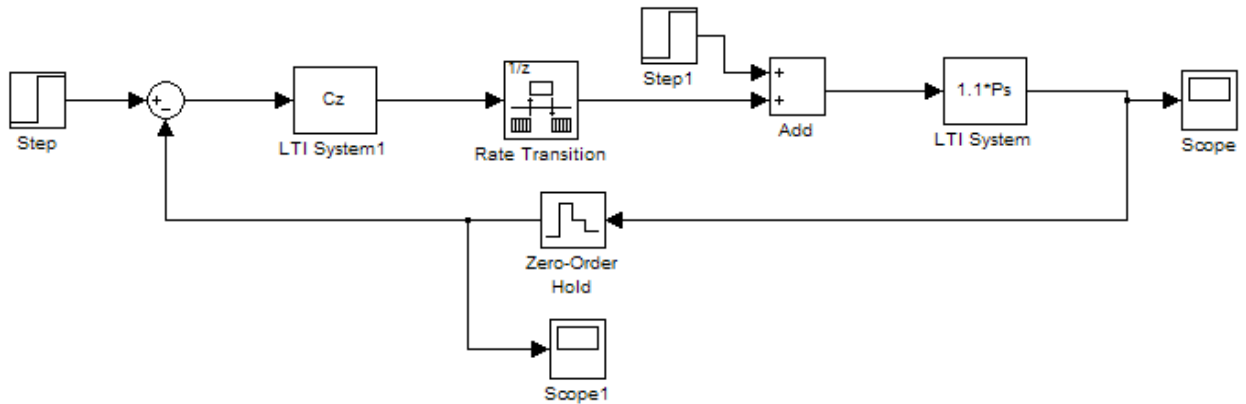 Step
+
−
Cz
LTI System1
1/z
Rate Transition
Step1
+
+
Add
1.1*Ps
LTI System
Scope
Zero-Order
Hold
Scope1